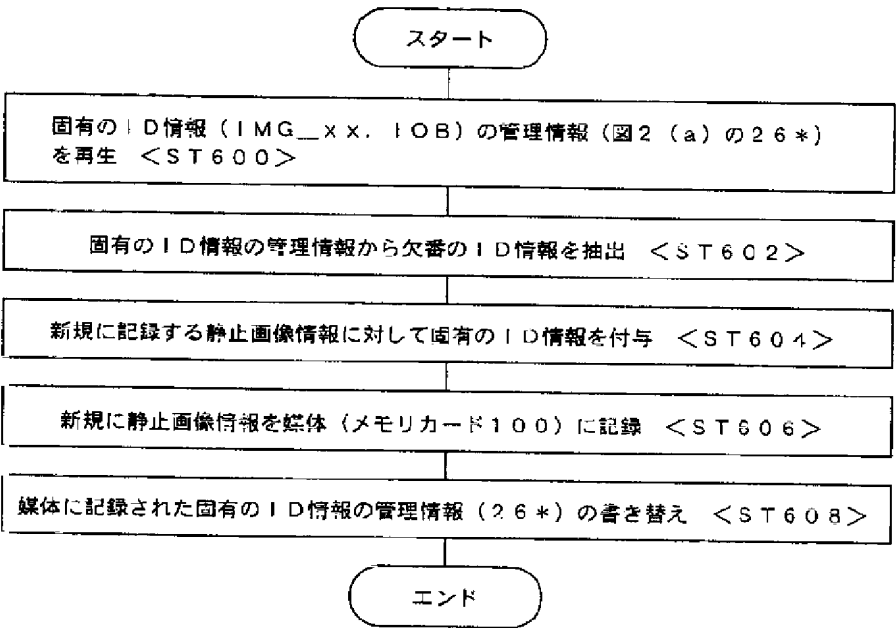 スタート
固有のID情報（IMG__xx．IOB）の管理情報（図2（a）の26*）
を再生　＜ST600＞
固有のID情報の管理情報から欠番のID情報を抽出　＜ST602＞
新規に記録する静止画像情報に対して固有のID情報を付与　＜ST604＞
新規に静止画像情報を媒体（メモリカード100）に記録　＜ST606＞
媒体に記録された固有のID情報の管理情報（26*）の書き替え　＜ST608＞
エンド